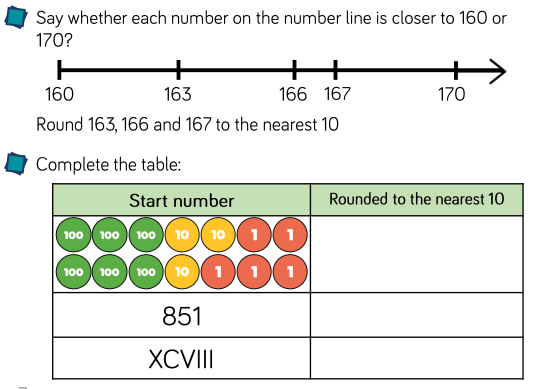 Say whether each number on the number line is closer to 160 or
170?
160 163 166 167 170
Round 163, 166 and 167 to the nearest 10
Complete the table:
Start number Rounded to the nearest 10
100 100 100 10 10 1 1
100 100 100 10 1 1 1
851
XCVIII